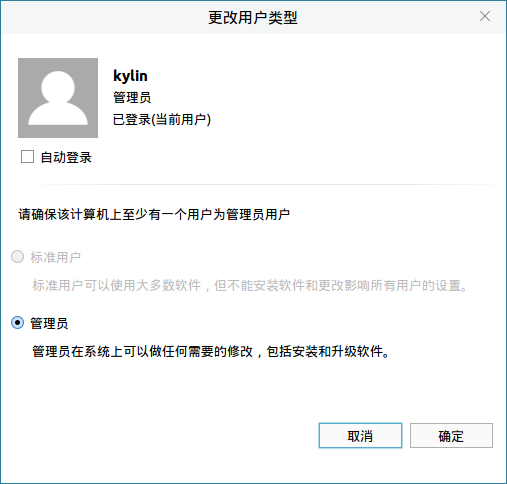 更改用户类型
kylin
管理员
已登录(当前用户)
自动登录
请确保该计算机上至少有一个用户为管理员用户
标准用户
标准用户可以使用大多数软件，但不能安装软件和更改影响所有用户的设置。
管理员
管理员在系统上可以做任何需要的修改，包括安装和升级软件。
取消
确定